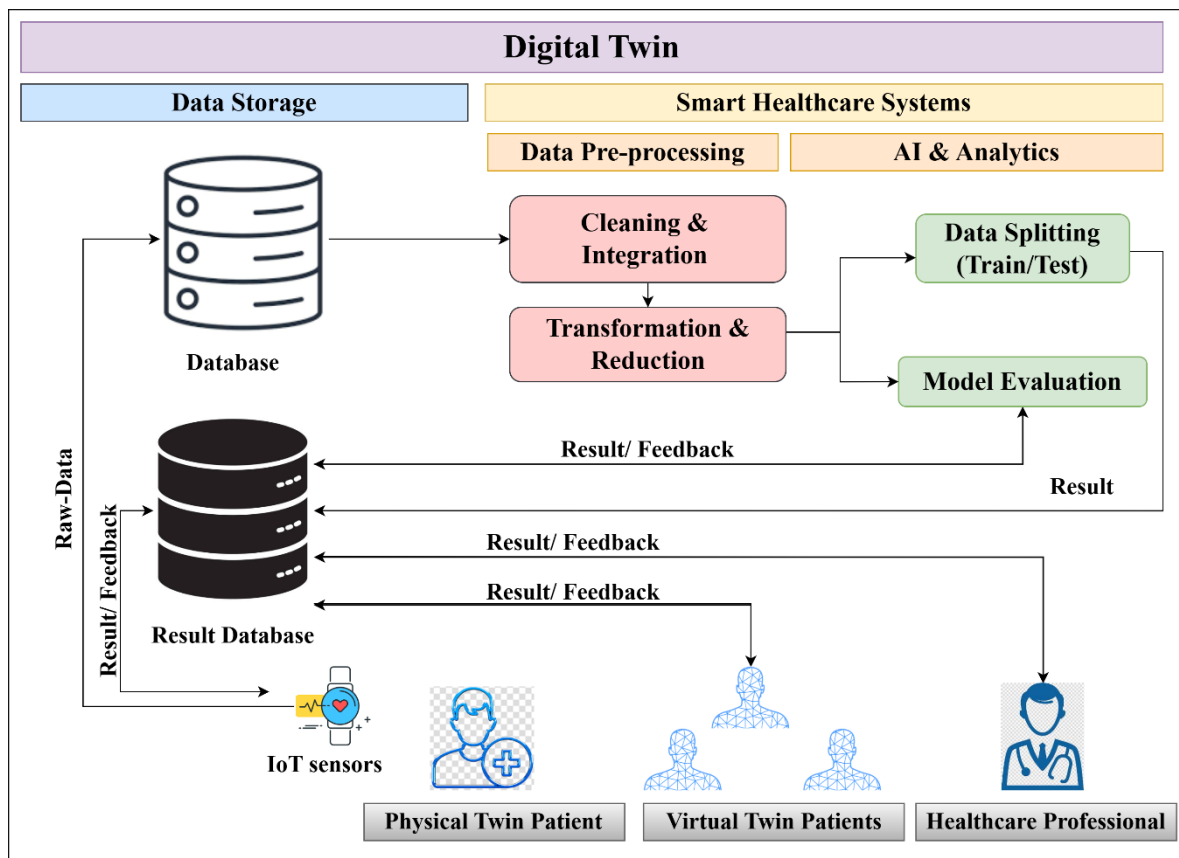 Digital Twin
Data Storage
Smart Healthcare Systems
Data Pre-processing
AI & Analytics
Cleaning &
Integration
Data Splitting
(Train/Test)
Transformation &
Reduction
Database
Model Evaluation
Result/ Feedback
Result
Raw-Data
Result/ Feedback
Result/ Feedback
Result/ Feedback
Result Database
IoT sensors
Physical Twin Patient
Virtual Twin Patients
Healthcare Professional